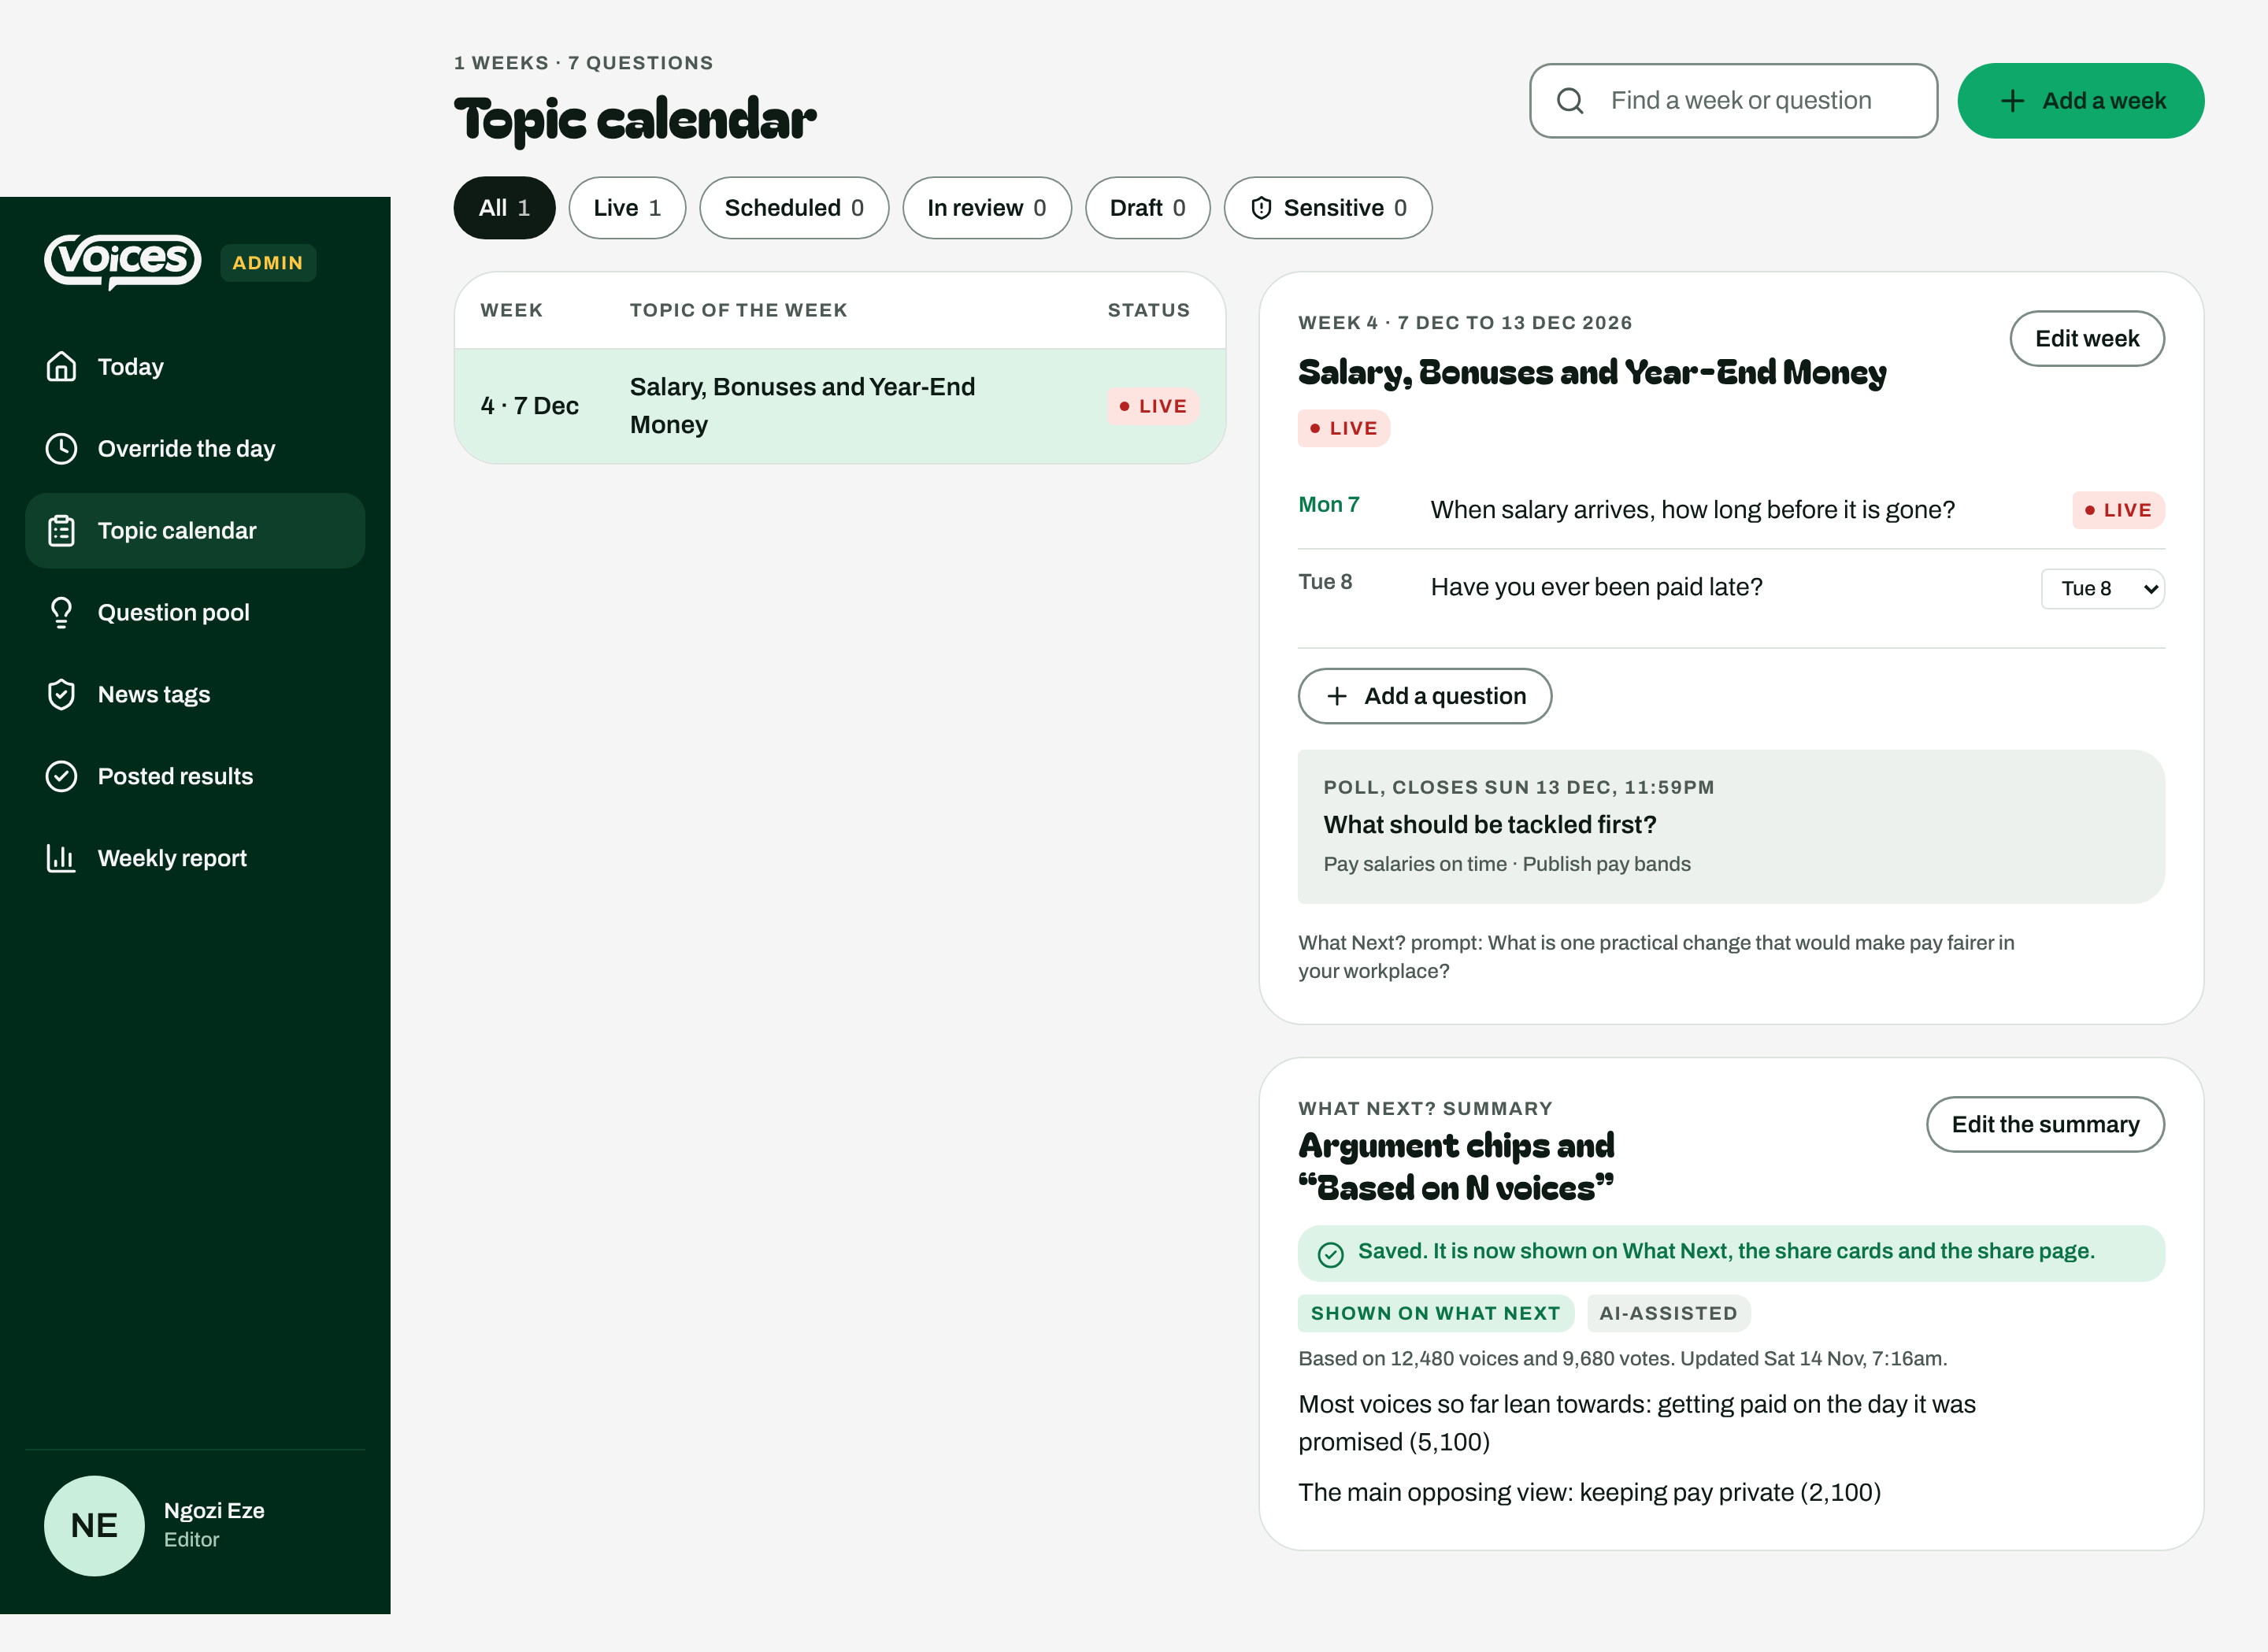 1 WEEKS · 7 QUESTIONS
Topic calendar
Find a week or question
Add a week
All 1
Live 1
Scheduled 0
In review 0
Draft 0
Sensitive 0
voices
ADMIN
Today
Override the day
Topic calendar
Question pool
News tags
Posted results
Weekly report
NE
Ngozi Eze
Editor
WEEK
TOPIC OF THE WEEK
STATUS
4 · 7 Dec
Salary, Bonuses and Year-End
Money
LIVE
WEEK 4 · 7 DEC TO 13 DEC 2026
Edit week
Salary, Bonuses and Year-End Money
LIVE
Mon 7
When salary arrives, how long before it is gone?
LIVE
Tue 8
Have you ever been paid late?
Tue 8
Add a question
POLL, CLOSES SUN 13 DEC, 11:59PM
What should be tackled first?
Pay salaries on time · Publish pay bands
What Next? prompt: What is one practical change that would make pay fairer in
your workplace?
WHAT NEXT? SUMMARY
Edit the summary
Argument chips and
“Based on N voices”
Saved. It is now shown on What Next, the share cards and the share page.
SHOWN ON WHAT NEXT
AI-ASSISTED
Based on 12,480 voices and 9,680 votes. Updated Sat 14 Nov, 7:16am.
Most voices so far lean towards: getting paid on the day it was
promised (5,100)
The main opposing view: keeping pay private (2,100)